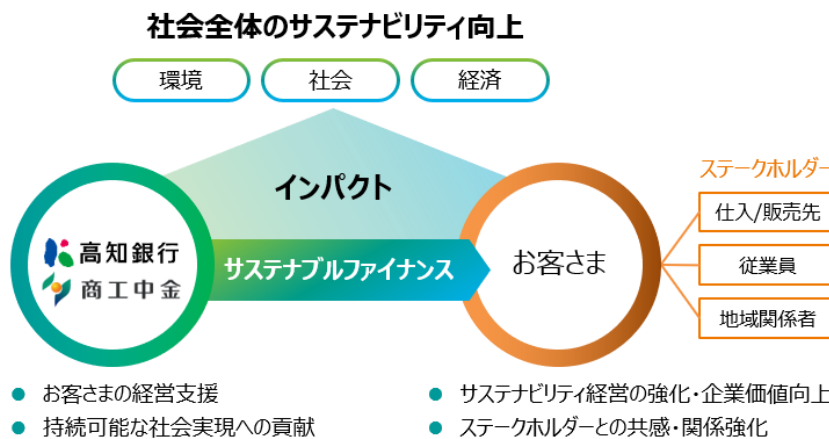 社会全体のサステナビリティ向上
環境
社会
経済
インパクト
高知銀行
商工中金
サステナブルファイナンス
お客さま
ステークホルダー
仕入/販売先
従業員
地域関係者
● お客さまの経営支援
● 持続可能な社会実現への貢献
● サステナビリティ経営の強化・企業価値向上
● ステークホルダーとの共感・関係強化